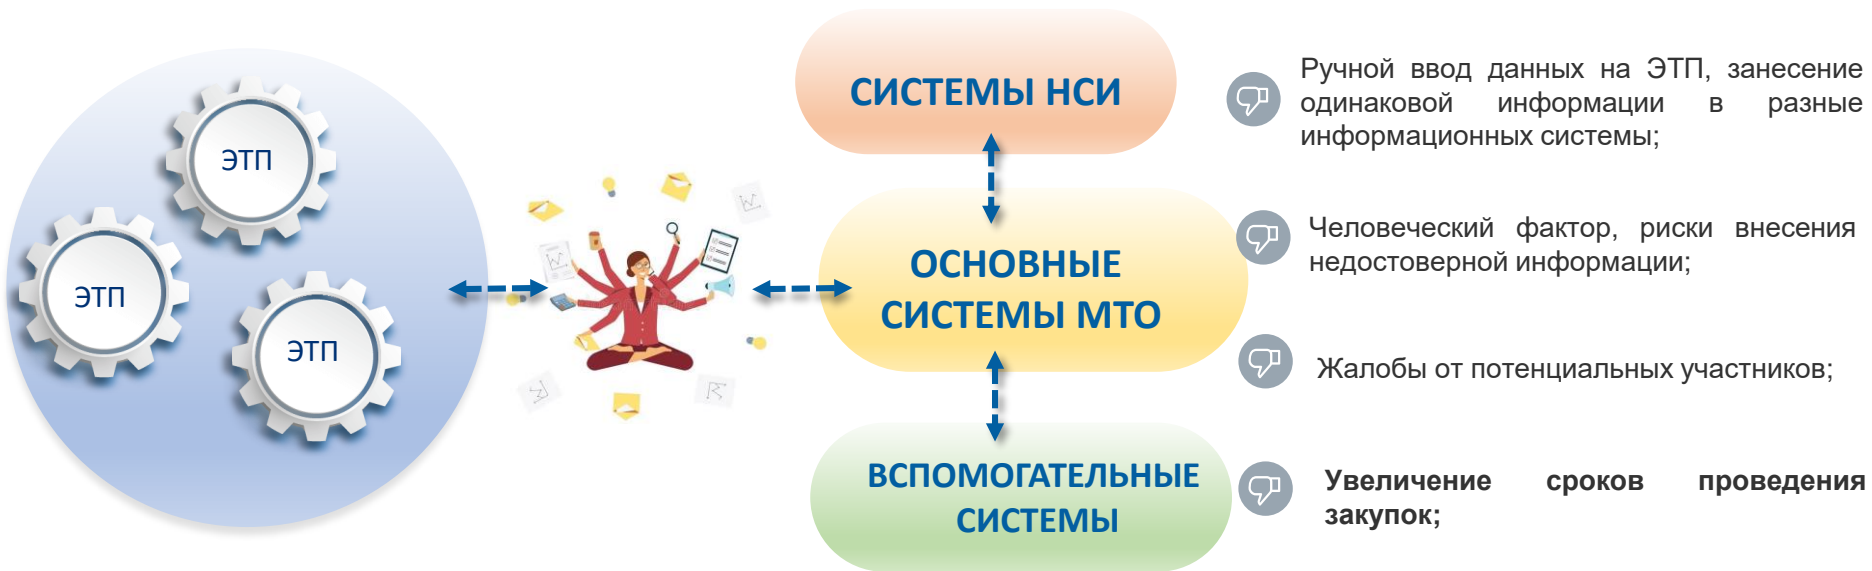 ЭТП
ЭТП
ЭТП
СИСТЕМЫ НСИ
ОСНОВНЫЕ
СИСТЕМЫ МТО
ВСПОМОГАТЕЛЬНЫЕ
СИСТЕМЫ
Ручной ввод данных на ЭТП, занесение
одинаковой информации в разные
информационных системы;
Человеческий фактор, риски внесения
недостоверной информации;
Жалобы от потенциальных участников;
Увеличение сроков проведения
закупок;